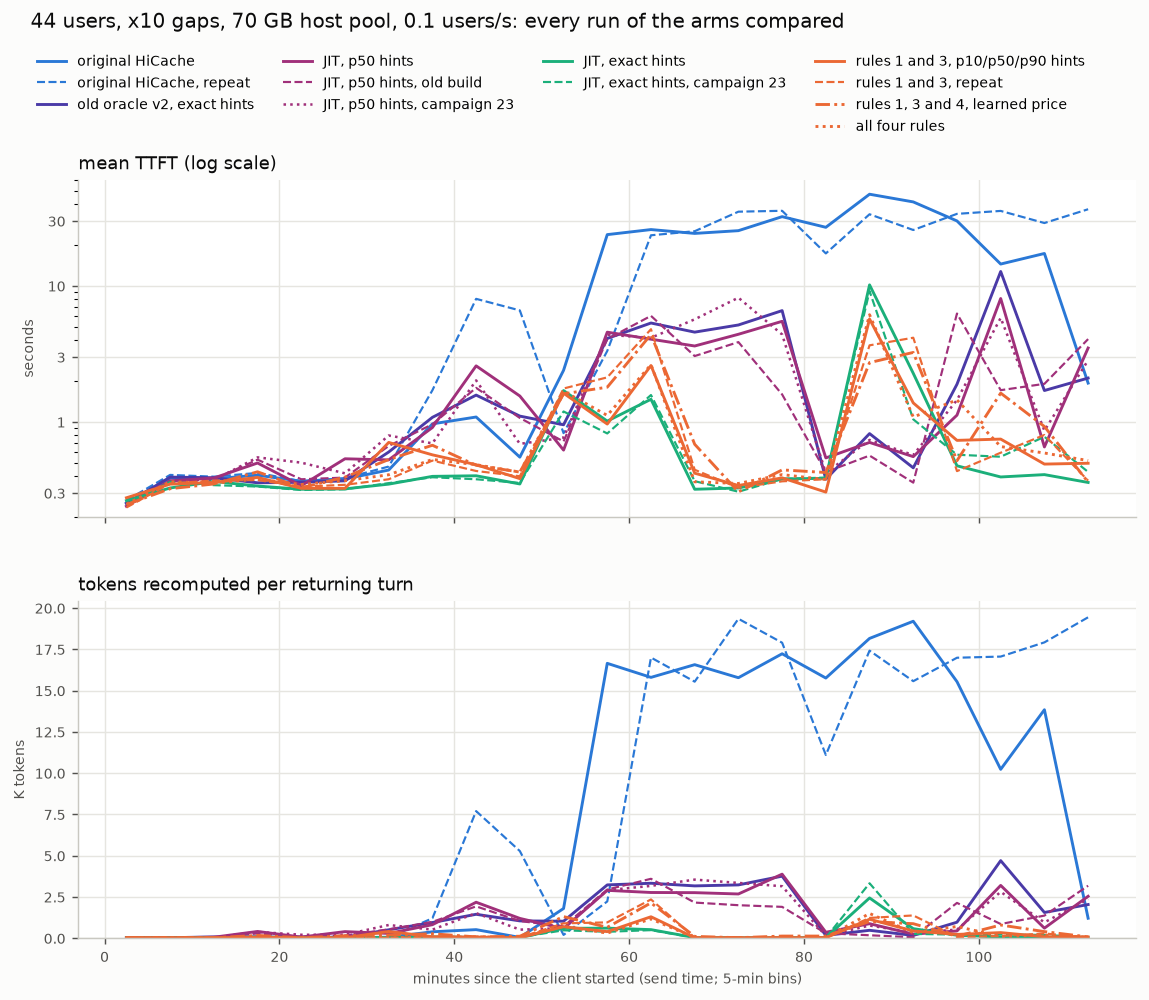 44 users, x10 gaps, 70 GB host pool, 0.1 users/s: every run of the arms compared
original HiCache
original HiCache, repeat
old oracle v2, exact hints
JIT, p50 hints
JIT, p50 hints, old build
JIT, p50 hints, campaign 23
JIT, exact hints
JIT, exact hints, campaign 23
rules 1 and 3, p10/p50/p90 hints
rules 1 and 3, repeat
rules 1, 3 and 4, learned price
all four rules
mean TTFT (log scale)
30
10
3
1
0.3
seconds
tokens recomputed per returning turn
20.0
17.5
15.0
12.5
10.0
7.5
5.0
2.5
0.0
K tokens
0
20
40
60
80
100
minutes since the client started (send time; 5-min bins)